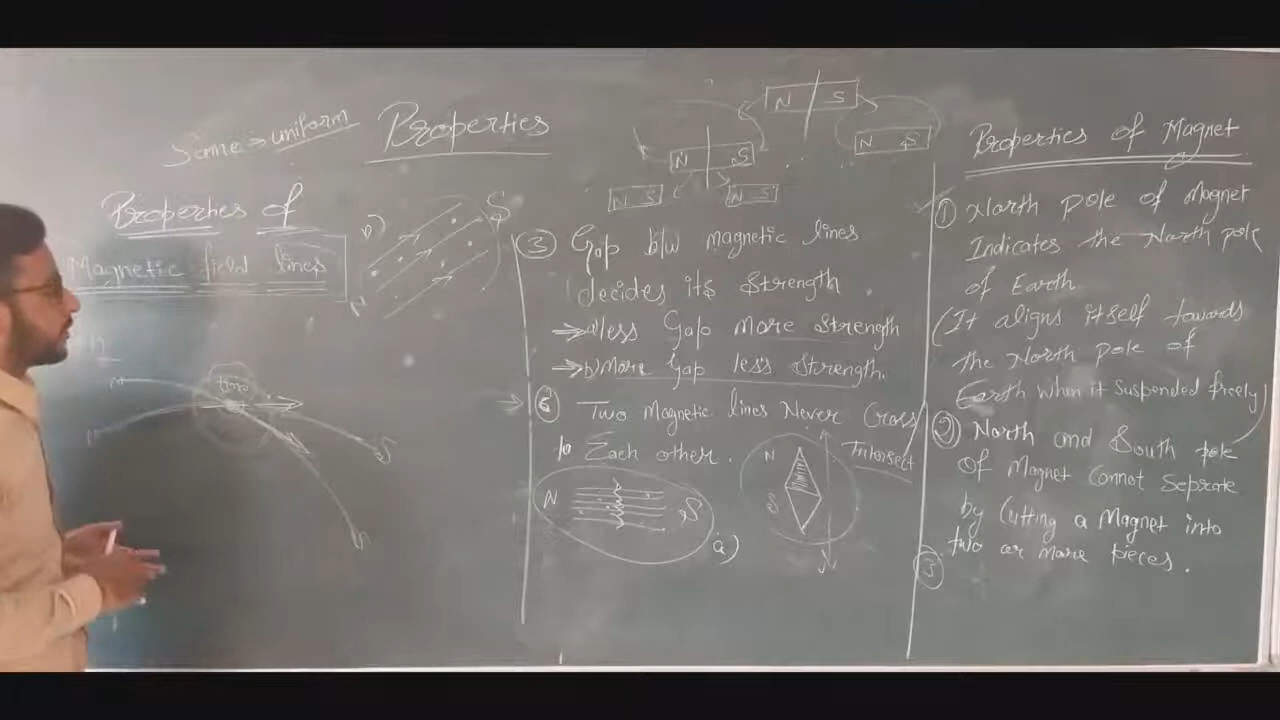 Same → uniform
Properties
Properties of
Magnetic field lines
b)
N
S
two
N
N
S
S
N S
N S
N S
N S
N S
③ Gap b/w magnetic lines
decides its strength
→ a) less Gap More Strength
→ b) More Gap less Strength.
→ ⑥ Two Magnetic lines Never Cross
to Each other.
Intersect
N
S
a)
N
S
Properties of Magnet
① North pole of Magnet
Indicates the North pole
of Earth
(It aligns itself towards
the North pole of
Earth when it suspended freely)
② North and South pole
of Magnet Cannot Seprate
by Cutting a Magnet into
two or more pieces.
③